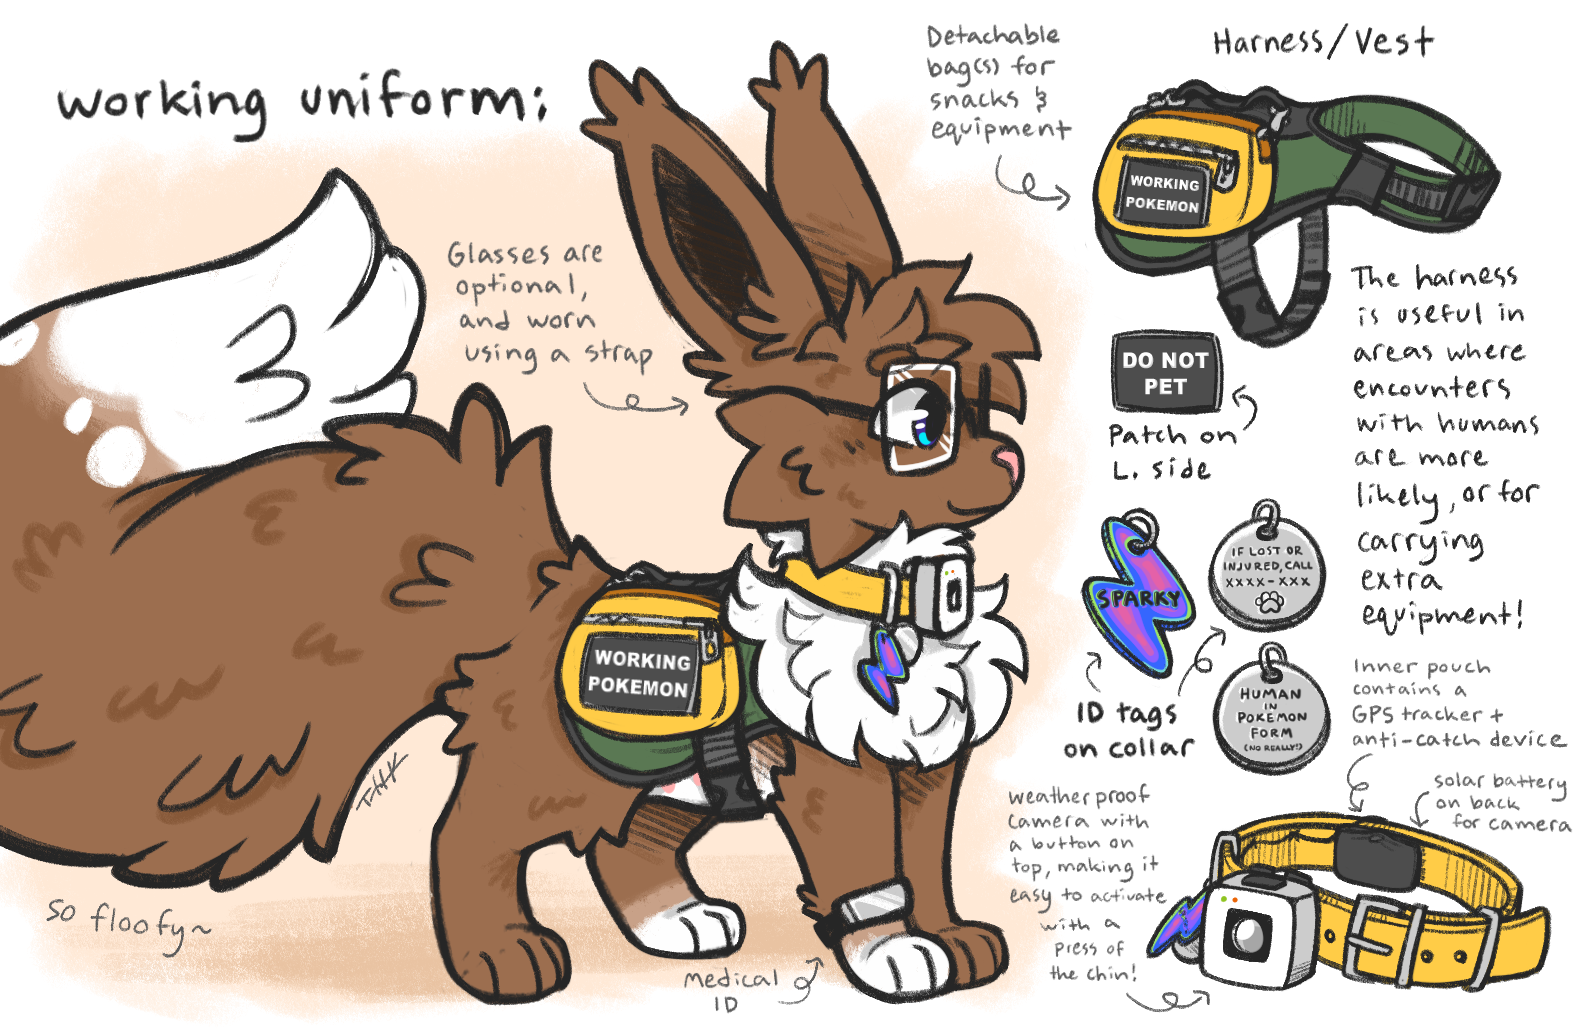 working uniform:
Glasses are
optional,
and worn
using a strap
Detachable
bag(s) for
snacks &
equipment
Harness/Vest
WORKING
POKEMON
DO NOT
PET
Patch on
L. side
The harness
is useful in
areas where
encounters
with humans
are more
likely, or for
carrying
extra
equipment!
SPARKY
IF LOST OR
INJURED, CALL
XXXX-XXX
HUMAN
IN
POKEMON
FORM
(NO REALLY!)
ID tags
on collar
Inner pouch
contains a
GPS tracker +
anti-catch device
solar battery
on back
for camera
weatherproof
camera with
a button on
top, making it
easy to activate
with a
press of
the chin!
WORKING
POKEMON
Medical
ID
so floofy~